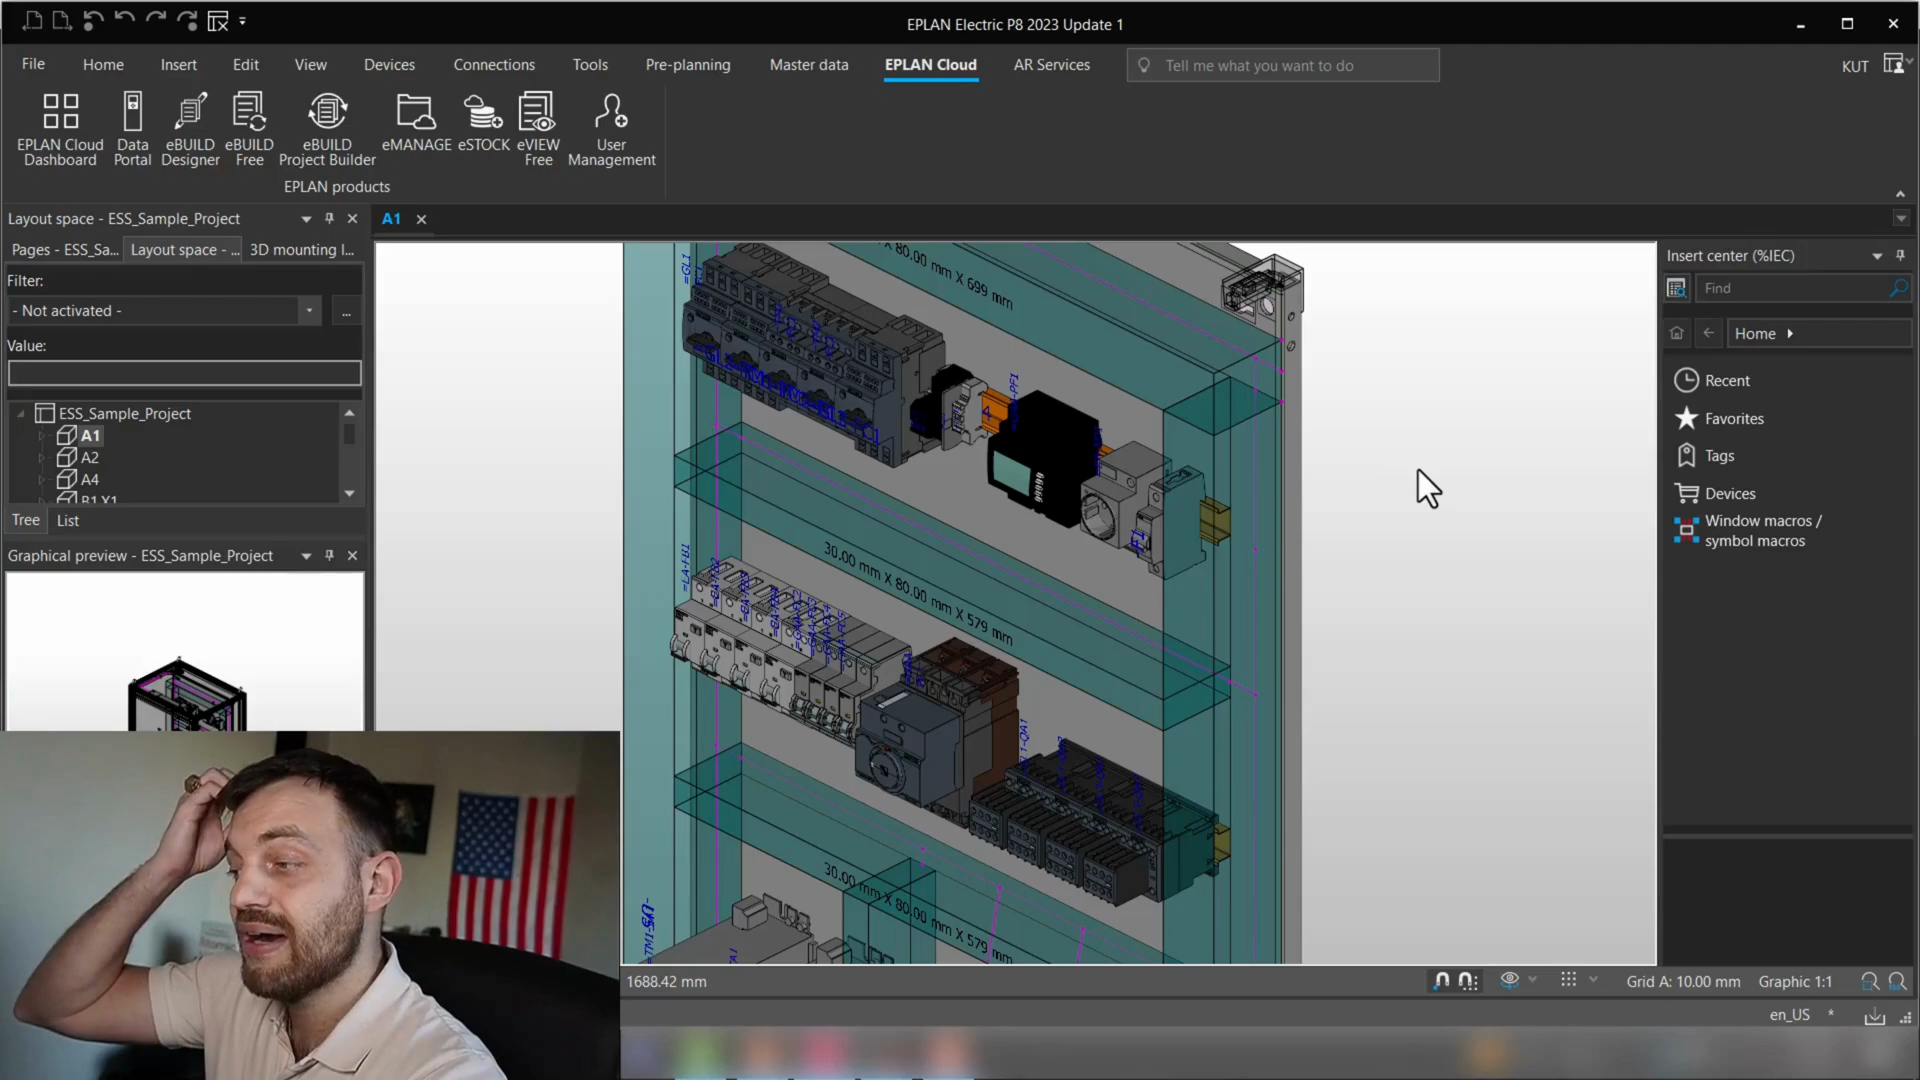 EPLAN Electric P8 2023 Update 1
File
Home
Insert
Edit
View
Devices
Connections
Tools
Pre-planning
Master data
EPLAN Cloud
AR Services
Tell me what you want to do
KUT
EPLAN Cloud
Dashboard
Data
Portal
eBUILD
Designer
eBUILD
Free
eBUILD
Project Builder
eMANAGE
eSTOCK
eVIEW
Free
User
Management
EPLAN products
Layout space - ESS_Sample_Project
A1
Pages - ESS_Sa...
Layout space - ...
3D mounting l...
Filter:
- Not activated -
...
Value:
ESS_Sample_Project
A1
A2
A4
B1.X1
Tree
List
Graphical preview - ESS_Sample_Project
X 80.00 mm X 699 mm
30.00 mm X 80.00 mm X 579 mm
30.00 mm X 80.00 mm X 579 mm
Insert center (%IEC)
Find
Home
Recent
Favorites
Tags
Devices
Window macros /
symbol macros
1688.42 mm
Grid A: 10.00 mm
Graphic 1:1
en_US
*